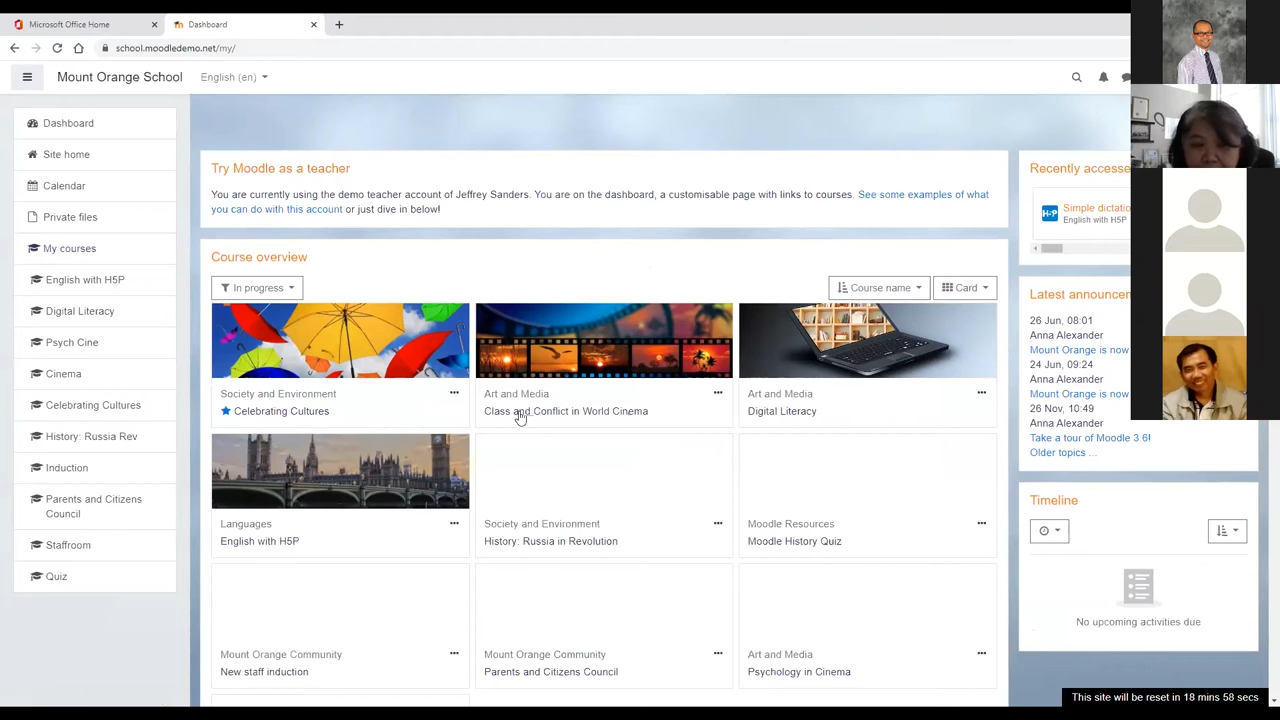 Microsoft Office Home
Dashboard
school.moodledemo.net/my/
Mount Orange School
English (en)
Dashboard
Site home
Calendar
Private files
My courses
English with H5P
Digital Literacy
Psych Cine
Cinema
Celebrating Cultures
History: Russia Rev
Induction
Parents and Citizens
Council
Staffroom
Quiz
Try Moodle as a teacher
You are currently using the demo teacher account of Jeffrey Sanders. You are on the dashboard, a customisable page with links to courses. See some examples of what
you can do with this account or just dive in below!
Course overview
In progress
Course name
Card
Society and Environment
Celebrating Cultures
Art and Media
Class and Conflict in World Cinema
Art and Media
Digital Literacy
Languages
English with H5P
Society and Environment
History: Russia in Revolution
Moodle Resources
Moodle History Quiz
Mount Orange Community
New staff induction
Mount Orange Community
Parents and Citizens Council
Art and Media
Psychology in Cinema
Recently accesse
H-P
Simple dictatio
English with H5P
Latest announcem
26 Jun, 08:01
Anna Alexander
Mount Orange is now
24 Jun, 09:24
Anna Alexander
Mount Orange is now
26 Nov, 10:49
Anna Alexander
Take a tour of Moodle 3.6!
Older topics ...
Timeline
No upcoming activities due
This site will be reset in 18 mins 58 secs